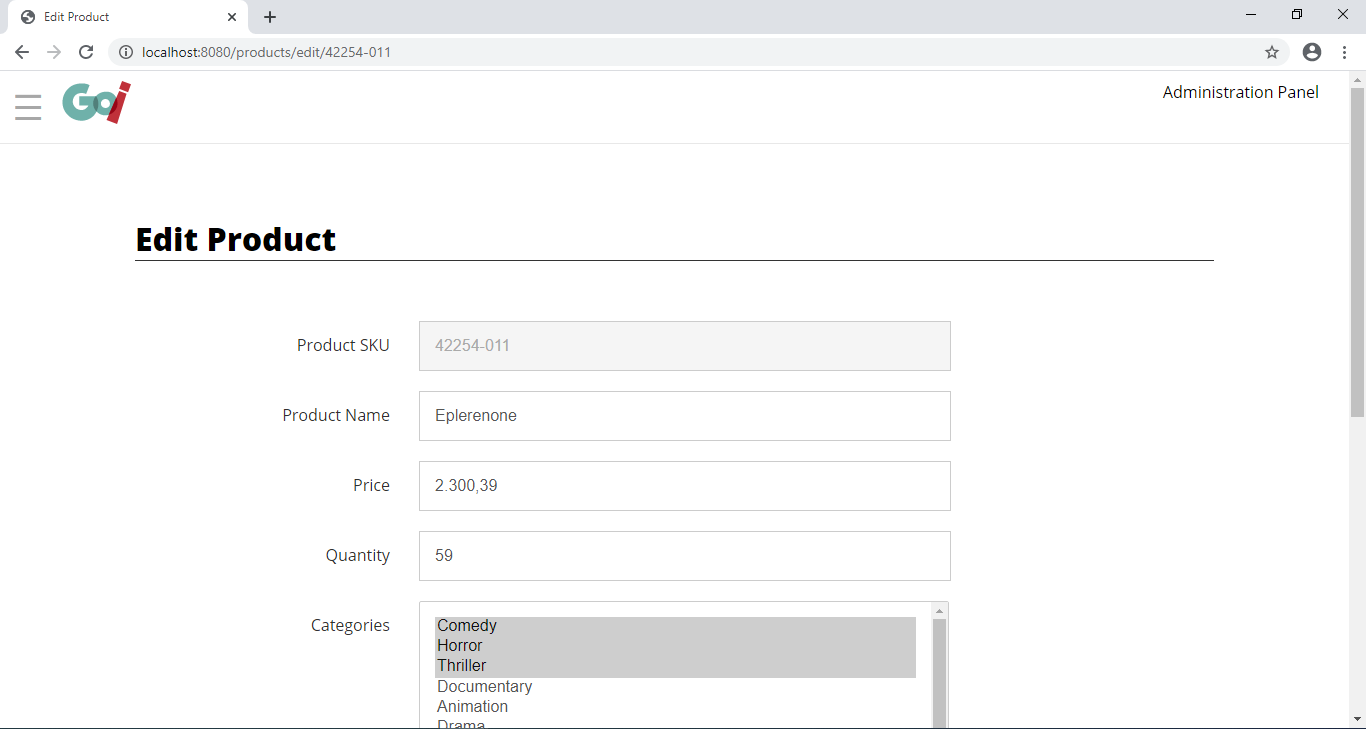 Edit Product
localhost:8080/products/edit/42254-011
Goi
Administration Panel
Edit Product
Product SKU
42254-011
Product Name
Eplerenone
Price
2.300,39
Quantity
59
Categories
Comedy
Horror
Thriller
Documentary
Animation
Drama